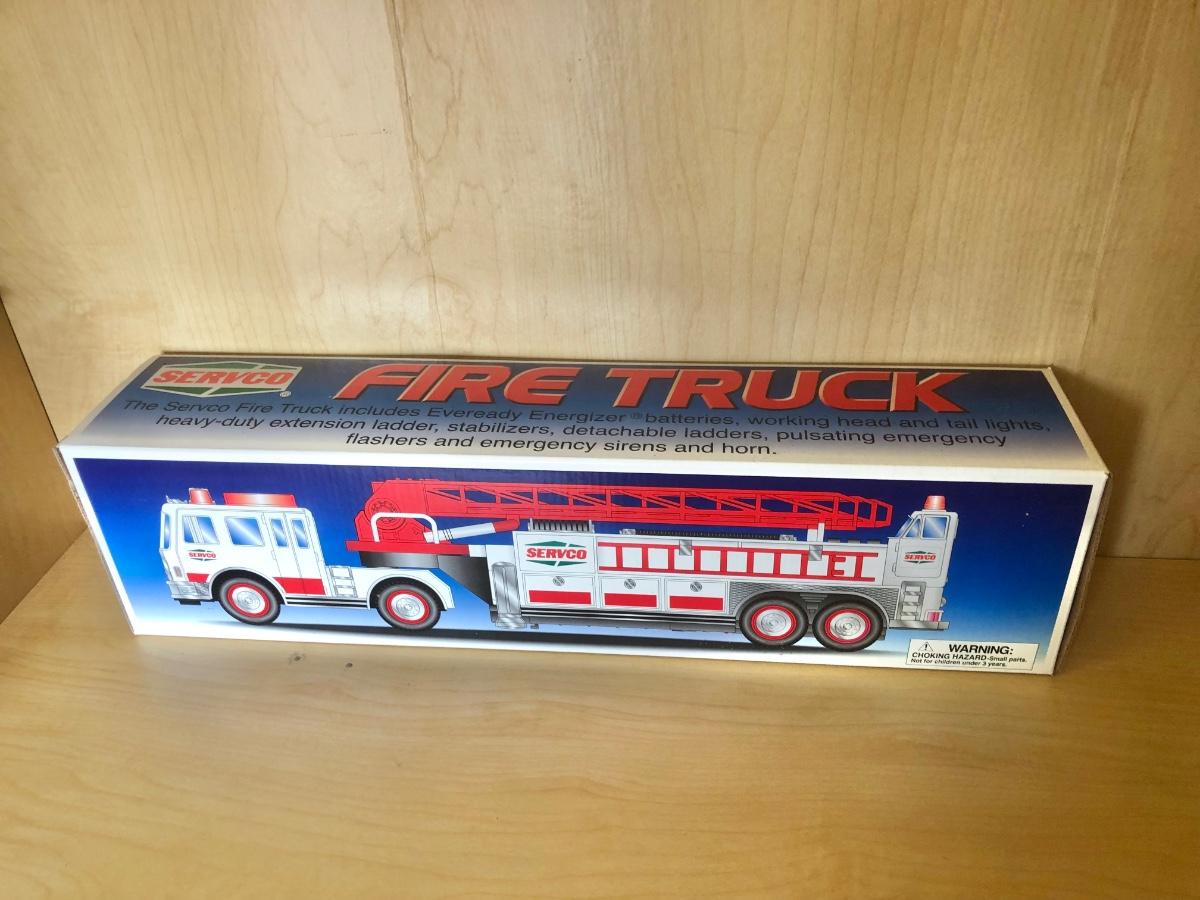 SERVCO ®
FIRE TRUCK
The Servco Fire Truck includes Eveready Energizer ® batteries, working head and tail lights,
heavy-duty extension ladder, stabilizers, detachable ladders, pulsating emergency
flashers and emergency sirens and horn.
SERVCO
SERVCO
SERVCO
WARNING:
CHOKING HAZARD-Small parts.
Not for children under 3 years.